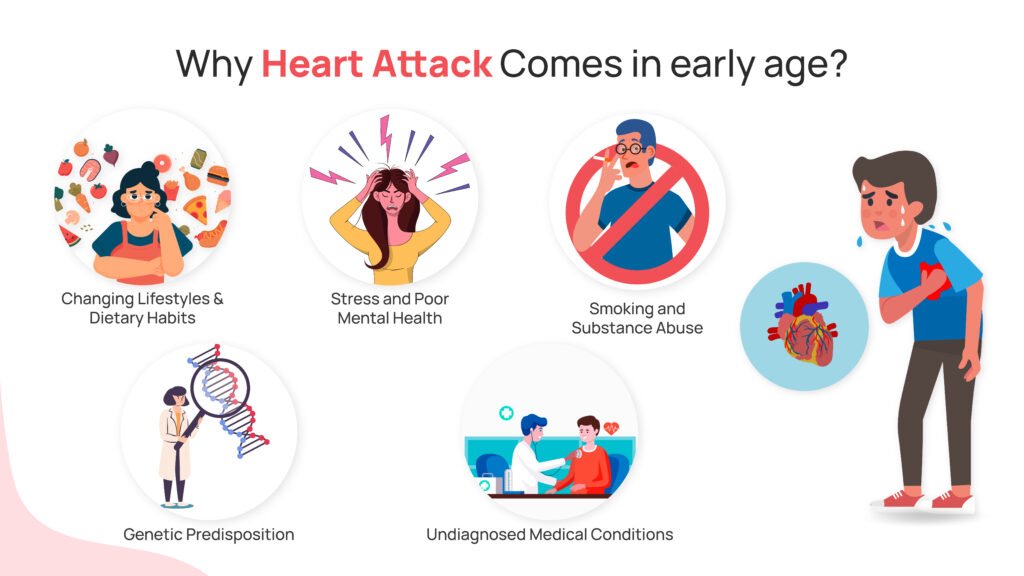 Why Heart Attack Comes in early age?
Changing Lifestyles &
Dietary Habits
Stress and Poor
Mental Health
Smoking and
Substance Abuse
Genetic Predisposition
Undiagnosed Medical Conditions